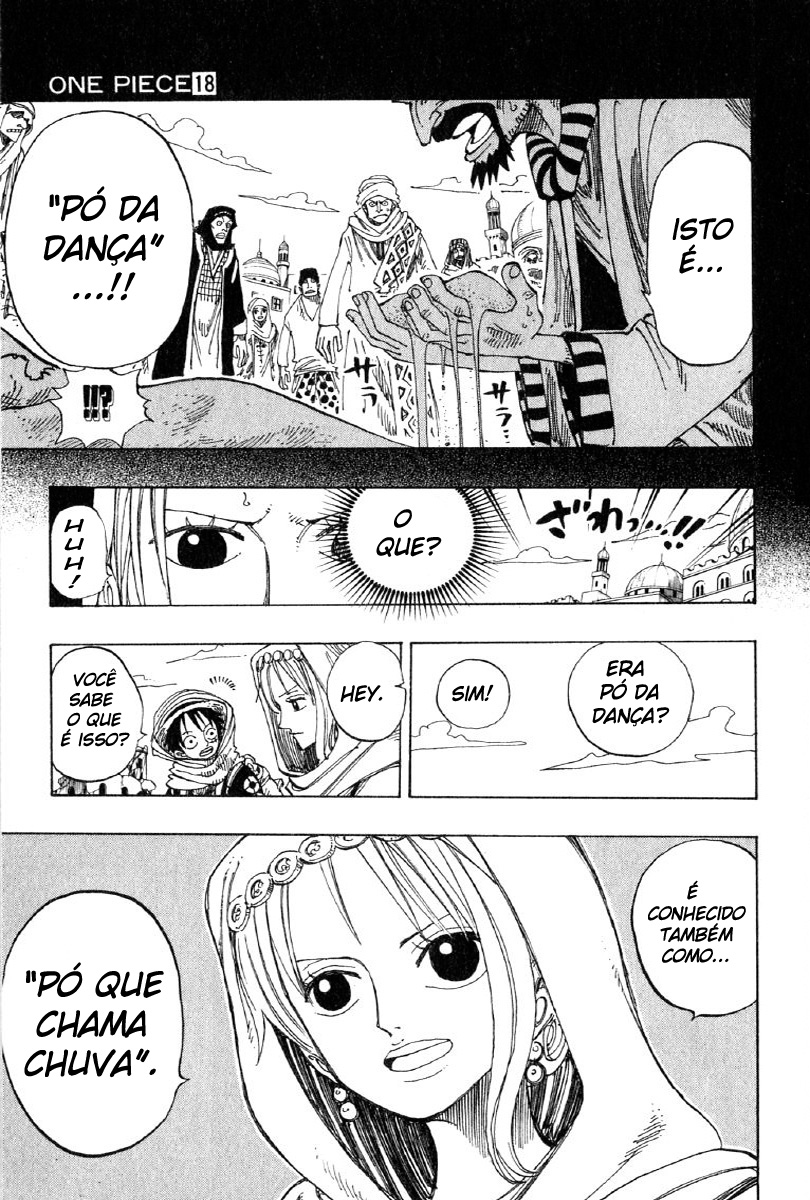 ONE PIECE 18
ISTO
É...
"PÓ DA
DANÇA"
...!!
!!?
サラ
サラ…
ざわっ…!!
O
QUE?
HUH!
ERA
PÓ DA
DANÇA?
SIM!
HEY.
VOCÊ
SABE
O QUE
É ISSO?
É
CONHECIDO
TAMBÉM
COMO...
"PÓ QUE
CHAMA
CHUVA".